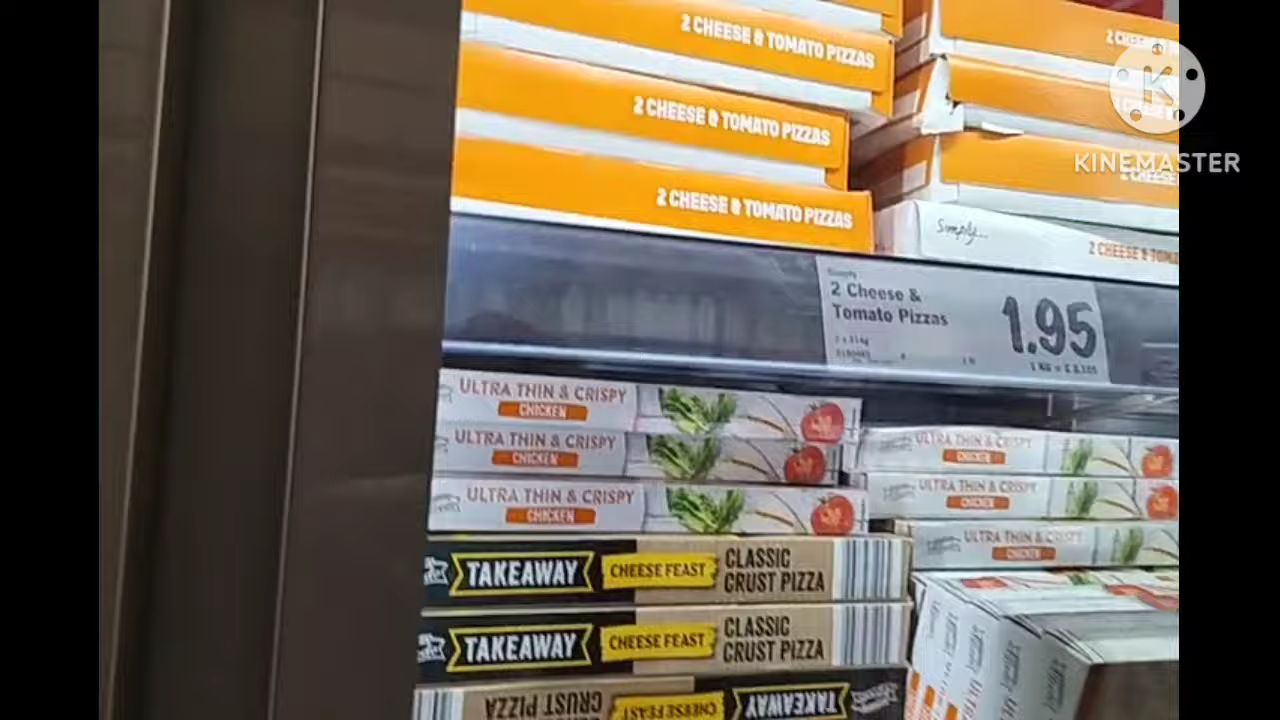 2 CHEESE & TOMATO PIZZAS
2 CHEESE & TOMATO PIZZAS
2 CHEESE & TOMATO PIZZAS
2 CHEESE
KINEMASTER
Simply...
2 CHEESE & TOMA
Simply
2 Cheese &
Tomato Pizzas
1.95
ULTRA THIN & CRISPY
CHICKEN
ULTRA THIN & CRISPY
CHICKEN
ULTRA THIN & CRISPY
CHICKEN
ULTRA THIN & CRISPY
CHICKEN
ULTRA THIN & CRISPY
CHICKEN
ULTRA THIN & CRISPY
CHICKEN
TAKEAWAY CHEESE FEAST CLASSIC
CRUST PIZZA
TAKEAWAY CHEESE FEAST CLASSIC
CRUST PIZZA
CRUST PIZZA CHEESE FEAST TAKEAWAY